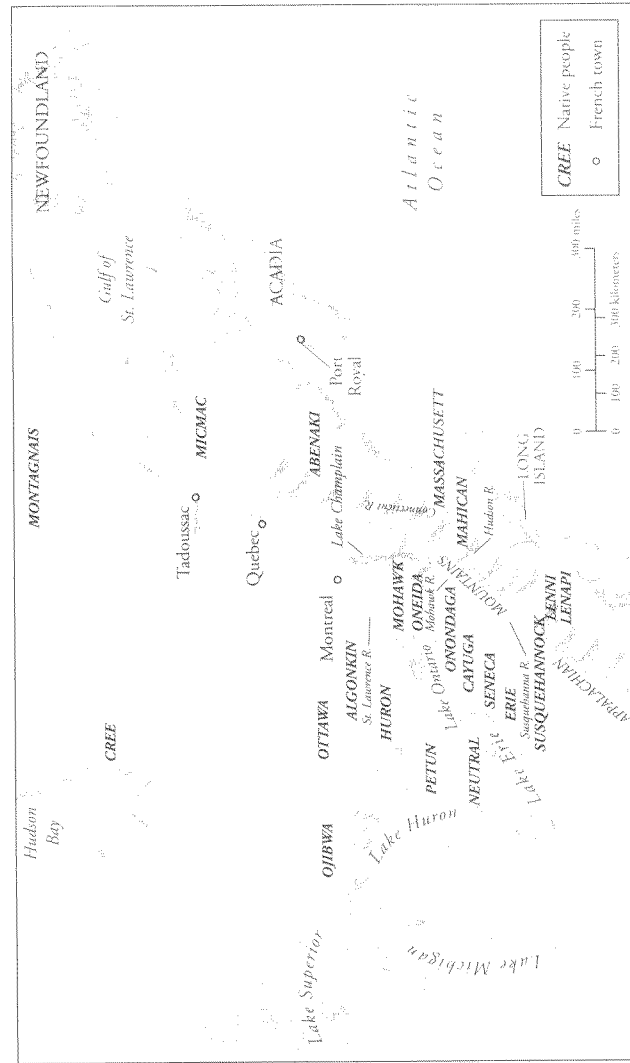 Hudson
Bay
MONTAGNAIS
NEWFOUNDLAND
CREE
Gulf of
St. Lawrence
Tadoussac
MICMAC
Quebec
ACADIA
Lake Superior
OJIBWA
OTTAWA
Montreal
ABENAKI
Port
Royal
ALGONKIN
St. Lawrence R.
Lake Champlain
HURON
Lake Huron
MOHAWK
Connecticut R.
Atlantic
Ocean
PETUN
Lake Ontario
ONEIDA
Mohawk R.
MASSACHUSETT
Lake Michigan
ONONDAGA
CAYUGA
MAHICAN
NEUTRAL
SENECA
Hudson R.
Lake Erie
ERIE
Susquehanna R.
SUSQUEHANNOCK
LENNI
LENAPI
LONG
ISLAND
APPALACHIAN MOUNTAINS
0 100 200 300 miles
0 100 200 300 kilometers
CREE Native people
French town